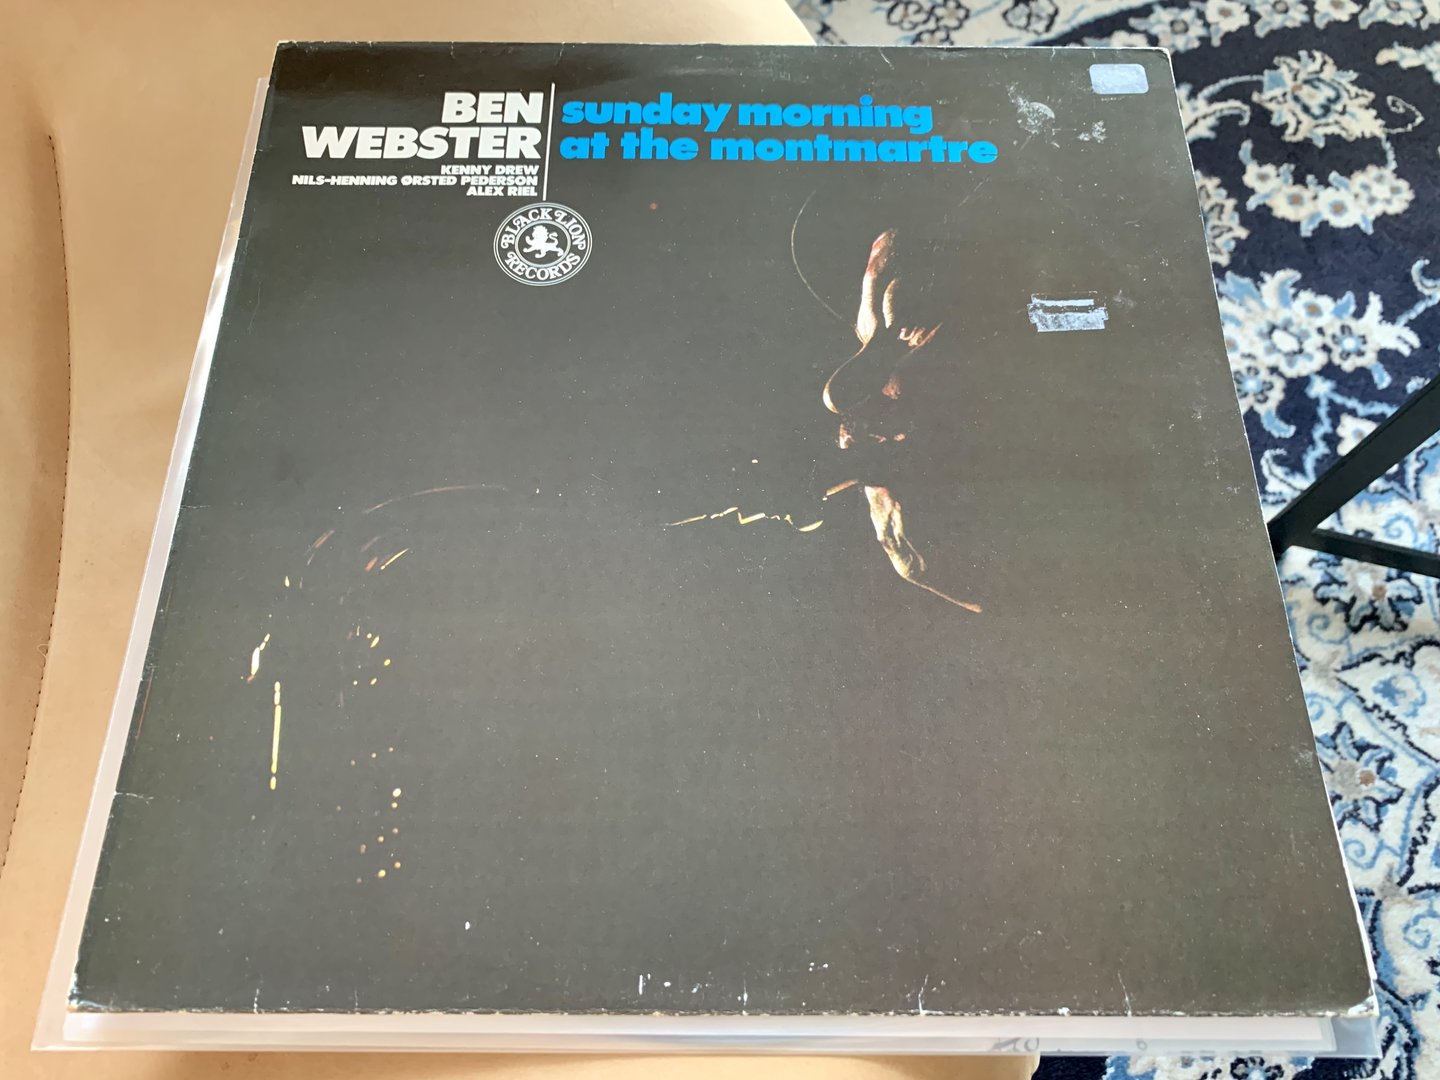 BEN
WEBSTER
KENNY DREW
NILS-HENNING ØRSTED PEDERSON
ALEX RIEL
sunday morning
at the montmartre
BLACK LION
RECORDS